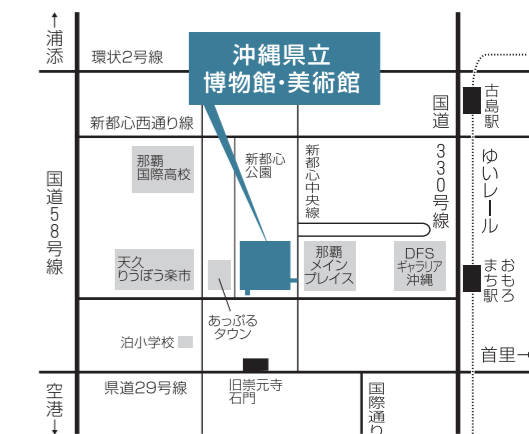 ↑
浦添
環状2号線
沖縄県立
博物館・美術館
国道
古島駅
新都心西通り線
那覇
国際高校
新都心
公園
新都心中央線
330号線
ゆいレール
国道58号線
天久
りうぼう楽市
那覇
メイン
プレイス
DFS
ギャラリア
沖縄
おもろ
まち駅
あっぷる
タウン
泊小学校
首里→
空港
↓
県道29号線
旧崇元寺
石門
国際通り